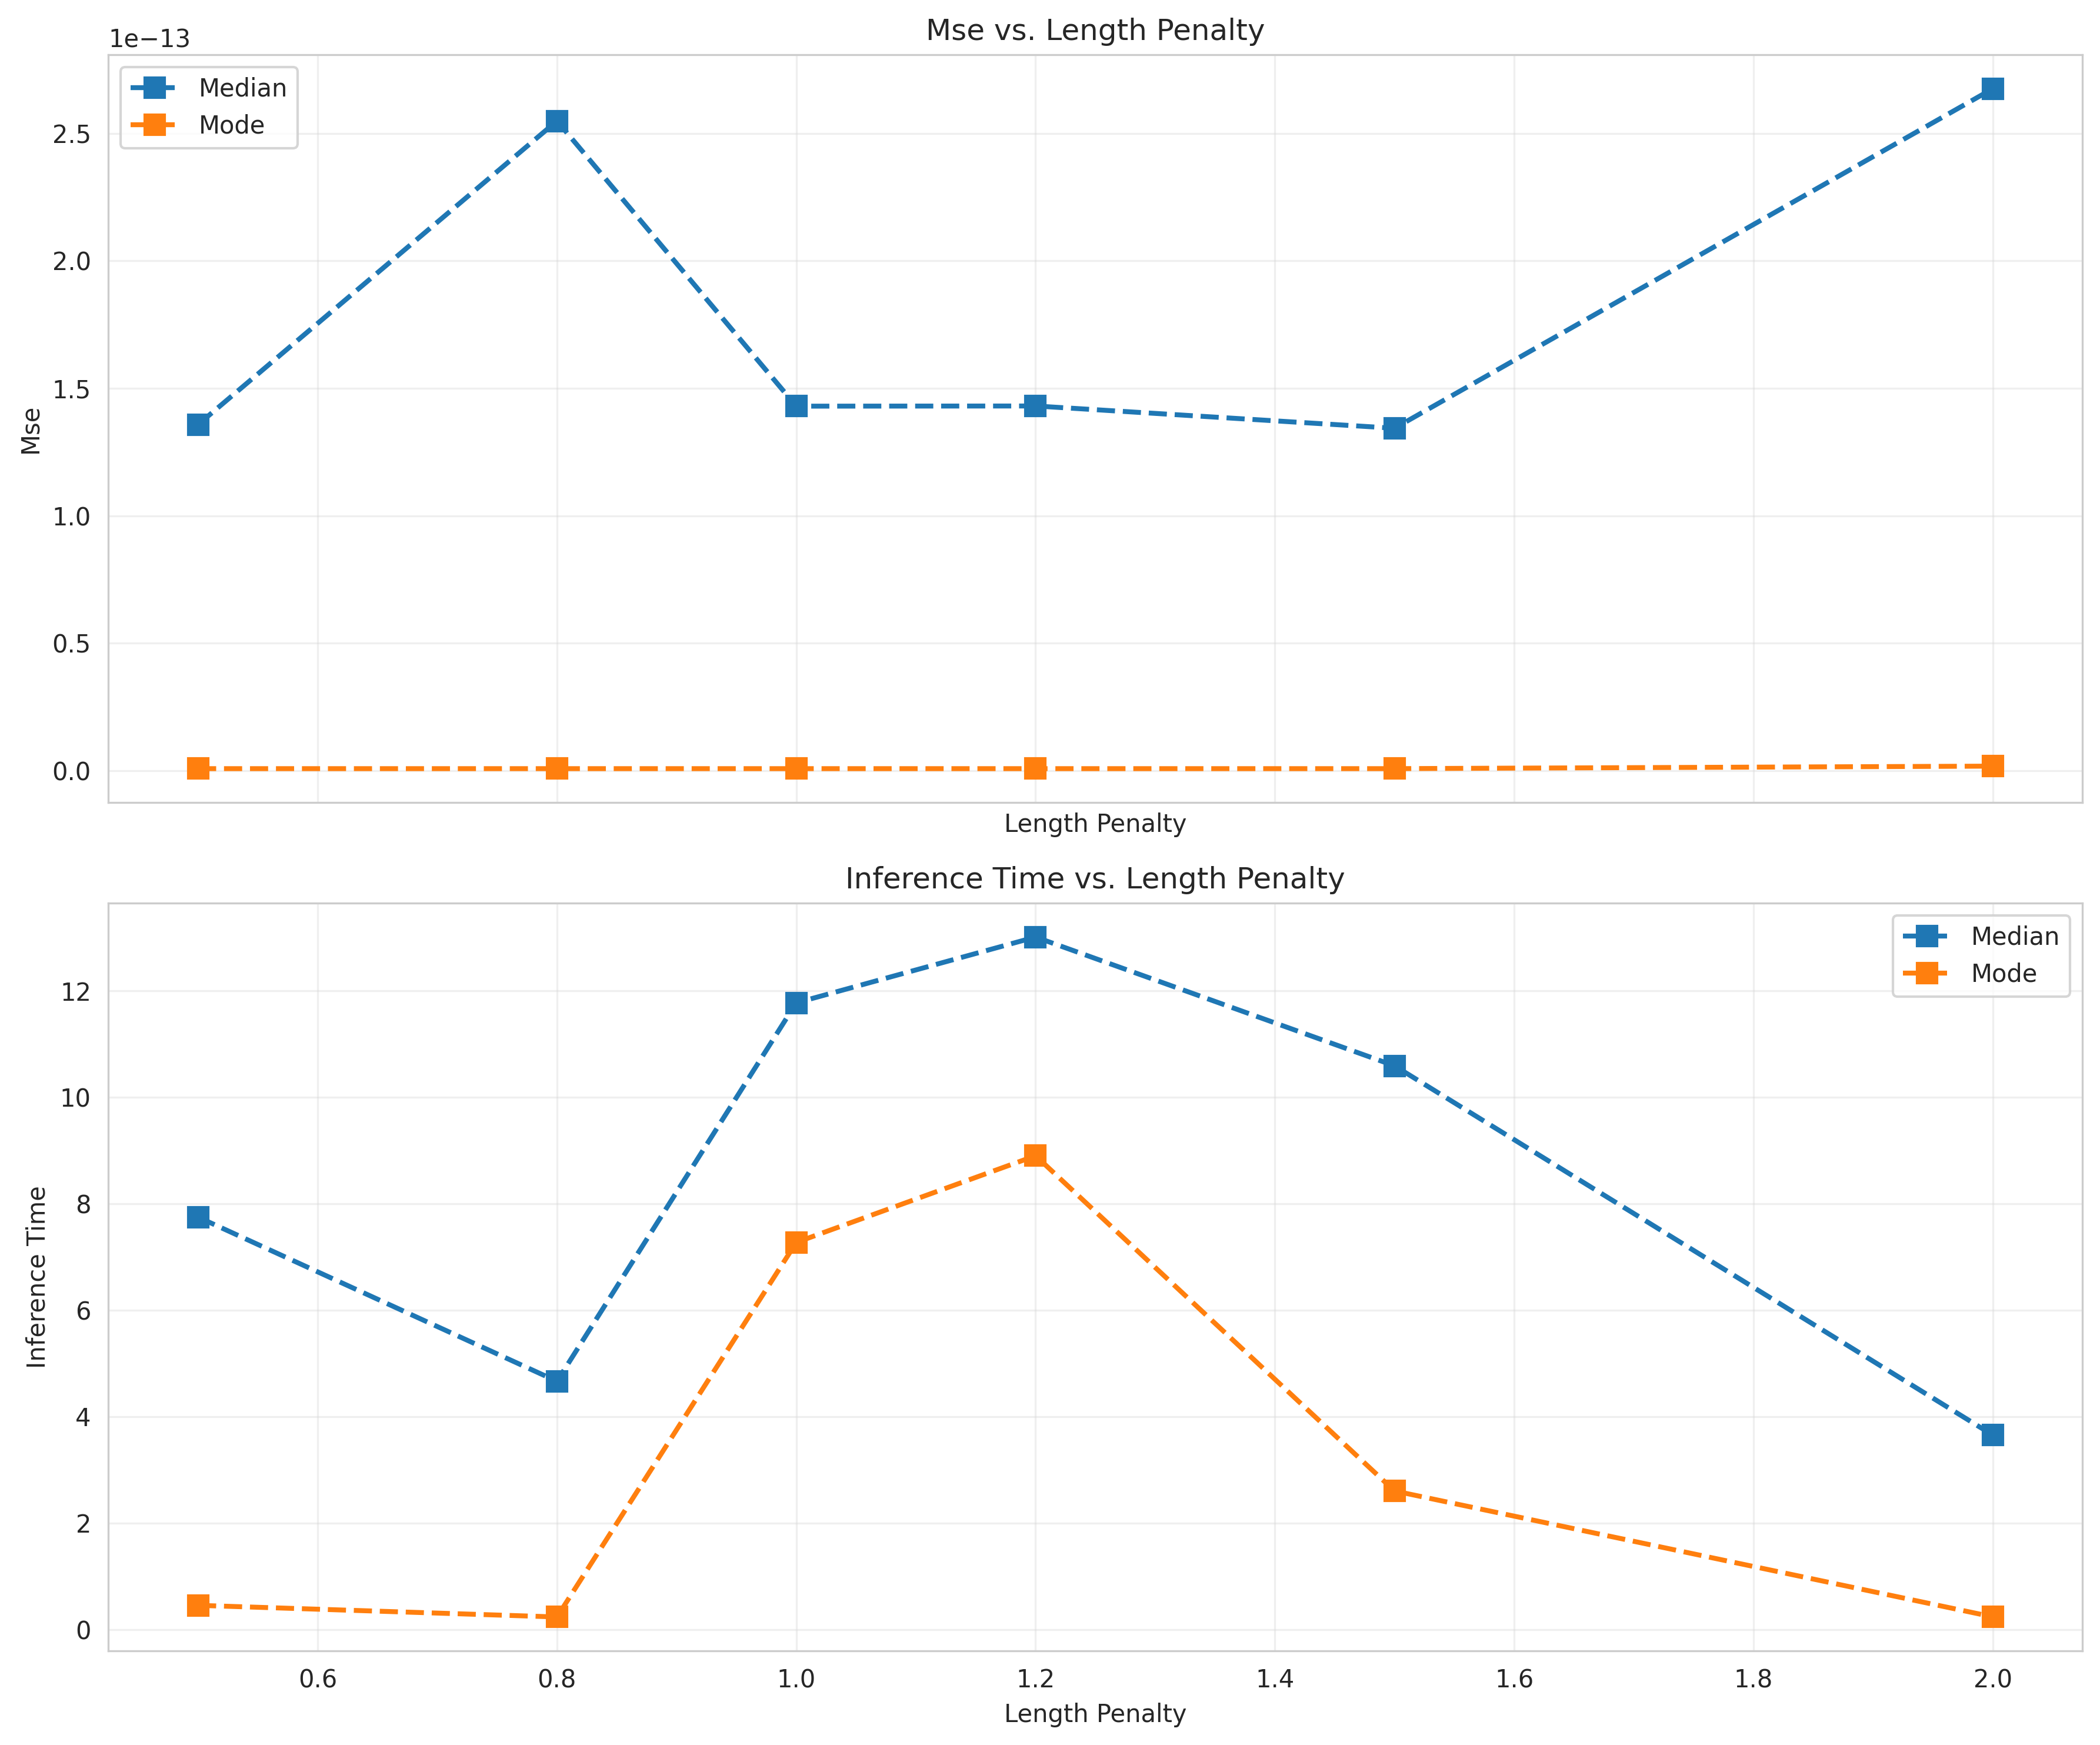 Mse vs. Length Penalty
1e−13
Median
Mode
2.5
2.0
1.5
1.0
0.5
0.0
Mse
Length Penalty
Inference Time vs. Length Penalty
Median
Mode
12
10
8
6
4
2
0
Inference Time
0.6 0.8 1.0 1.2 1.4 1.6 1.8 2.0
Length Penalty